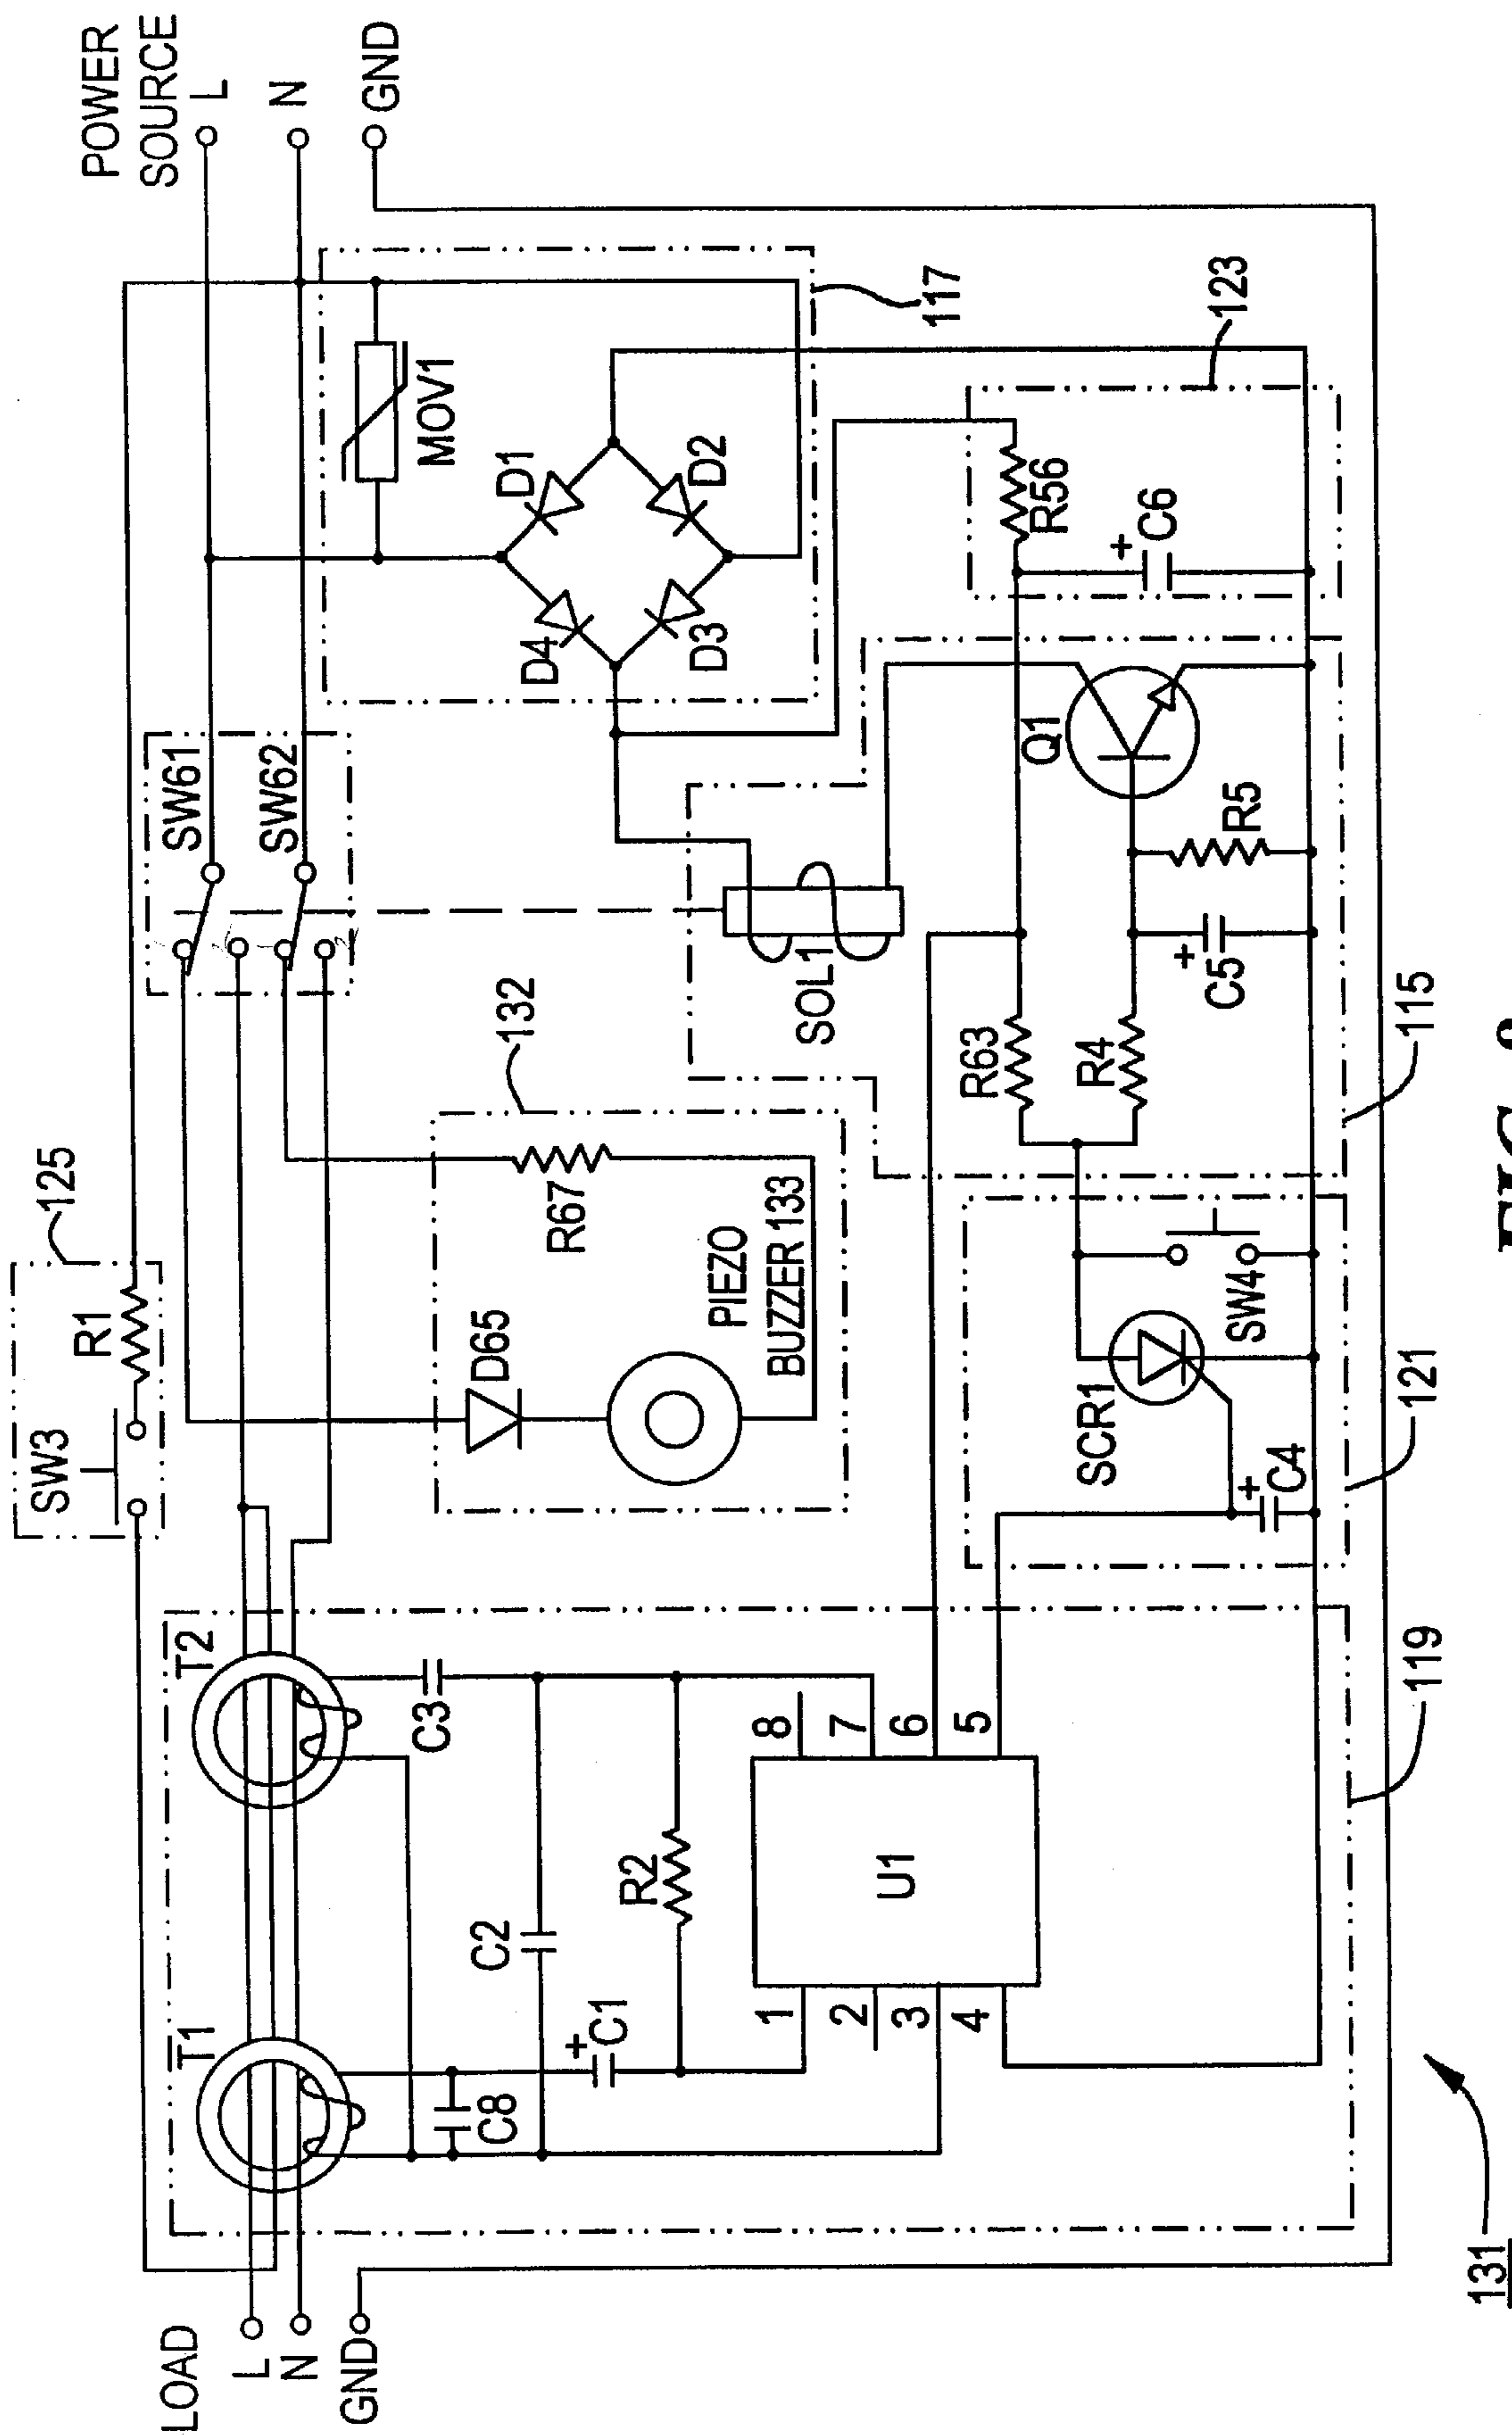 POWER
SOURCE
L
N
GND
125
SW3
R1
SW61
SW62
MOV1
D1
D2
D3
D4
117
132
D65
R67
PIEZO
BUZZER 133
SOL1
R56
C6
123
Q1
R5
C5
R63
R4
115
SCR1
SW4
C4
121
T1
T2
C3
C2
C8
C1
R2
U1
1
2
3
4
5
6
7
8
119
LOAD
L
N
GND
131